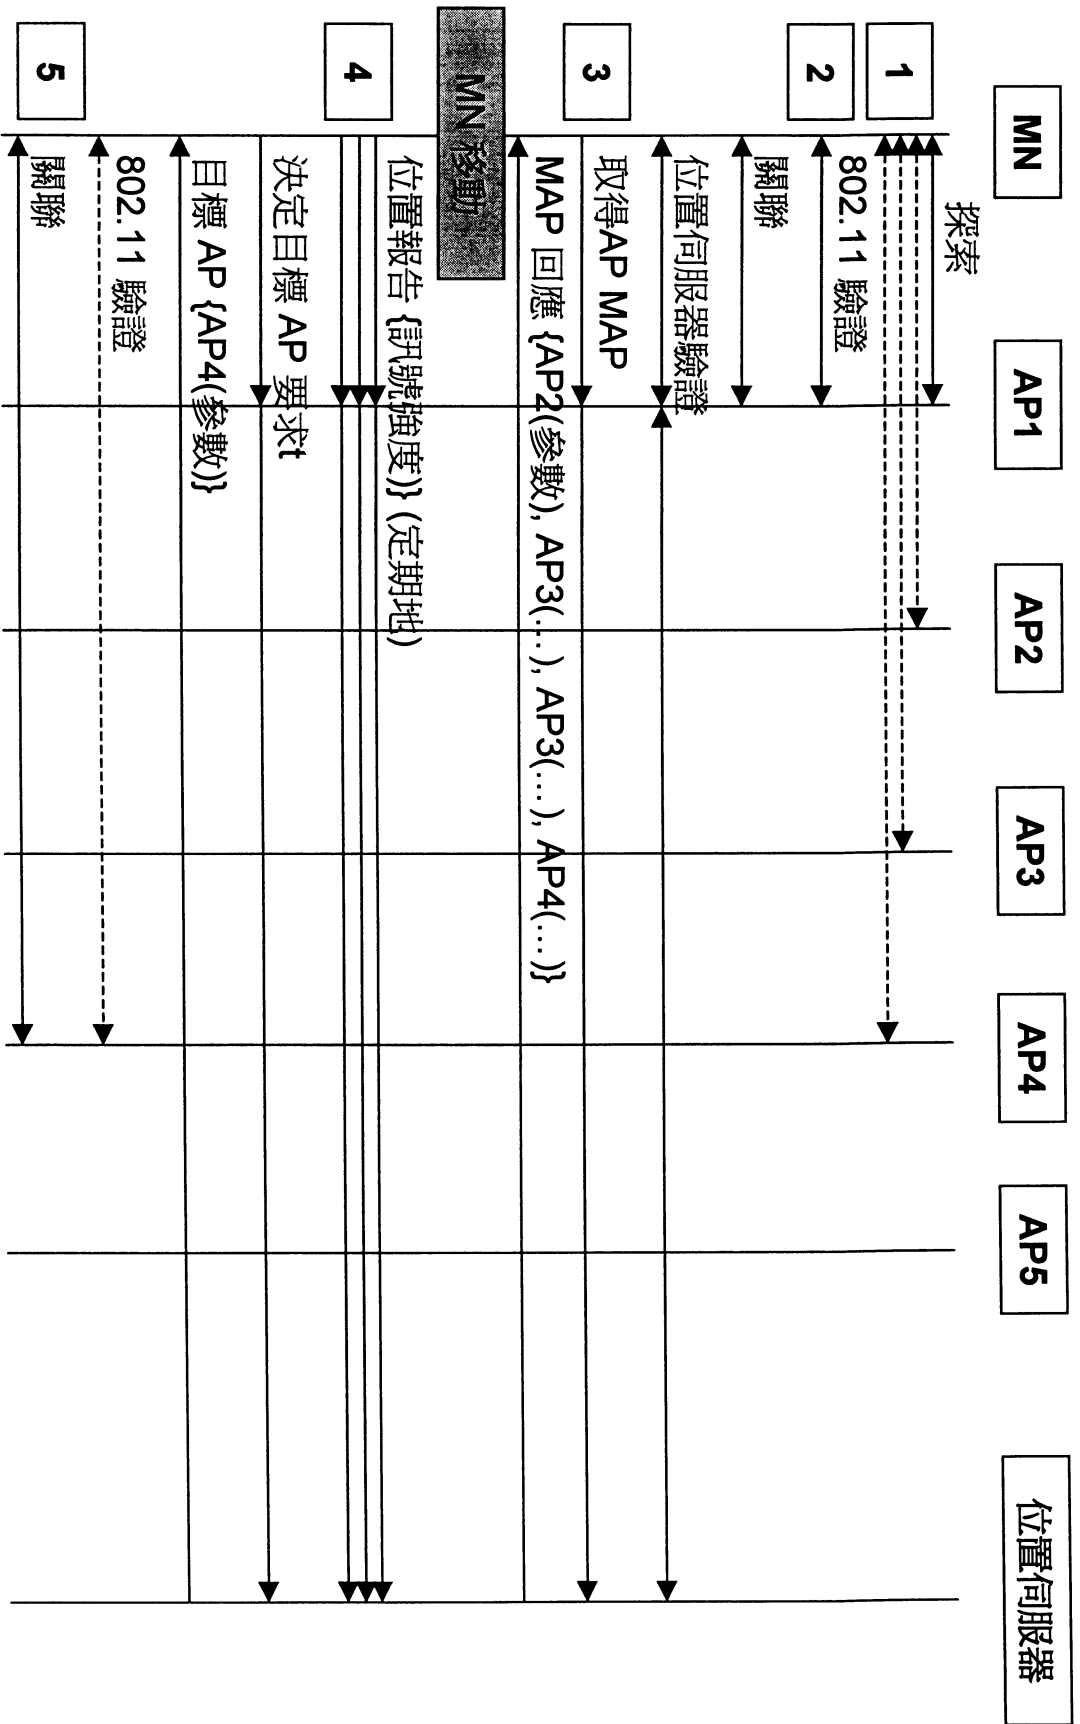 MN
AP1
AP2
AP3
AP4
AP5
位置伺服器
1
探索
2
802.11 驗證
關聯
位置伺服器驗證
3
取得AP MAP
MAP 回應 {AP2(參數), AP3(...), AP3(...), AP4(...)}
MN 移動
位置報告 {訊號強度)} (定期地)
4
決定目標 AP 要求t
目標 AP {AP4(參數)}
802.11 驗證
5
關聯